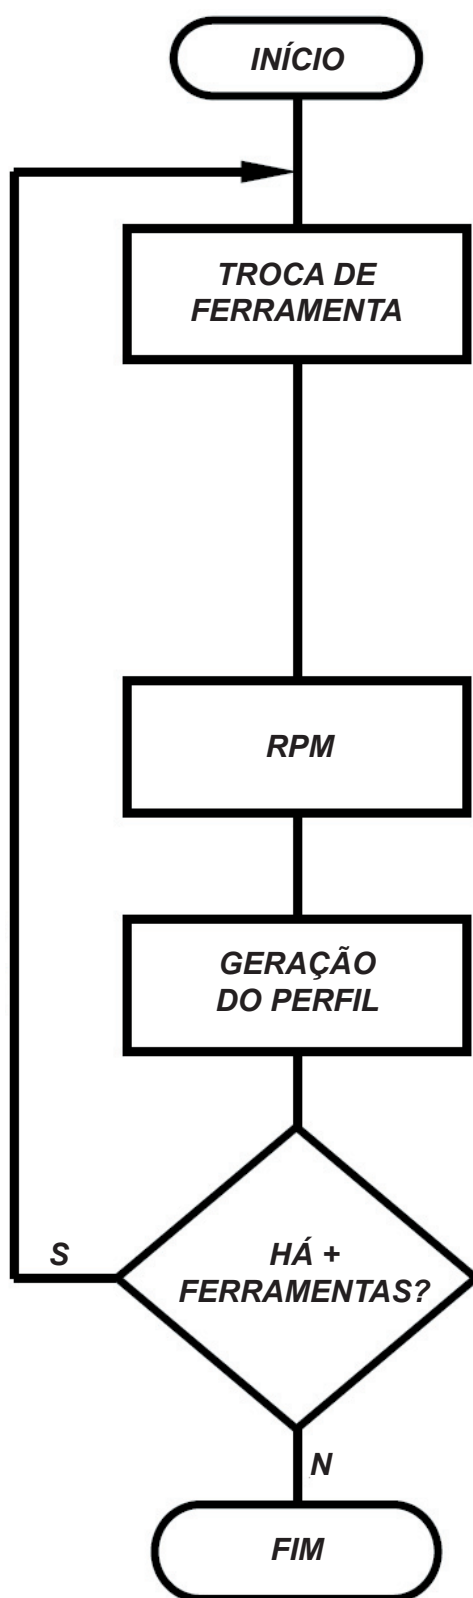 INÍCIO
TROCA DE
FERRAMENTA
RPM
GERAÇÃO
DO PERFIL
HÁ +
FERRAMENTAS?
S
N
FIM